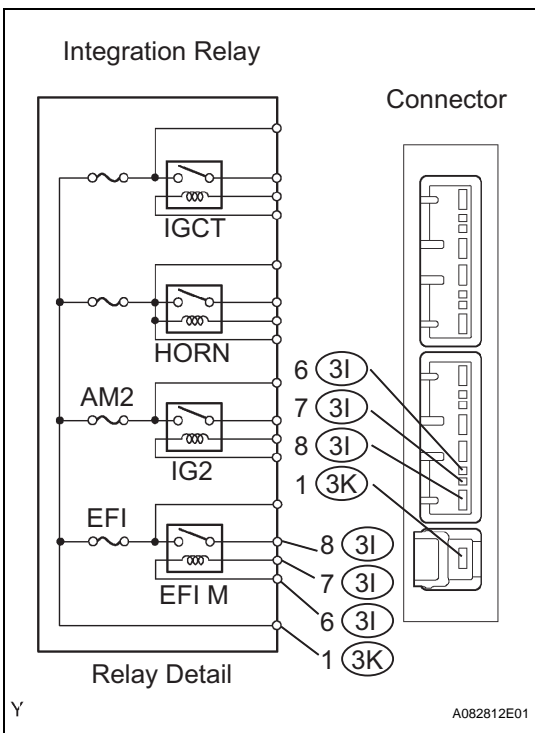 Integration Relay
Connector
IGCT
HORN
AM2
IG2
EFI
EFI M
6 3I
7 3I
8 3I
1 3K
8 3I
7 3I
6 3I
1 3K
Relay Detail
Y
A082812E01